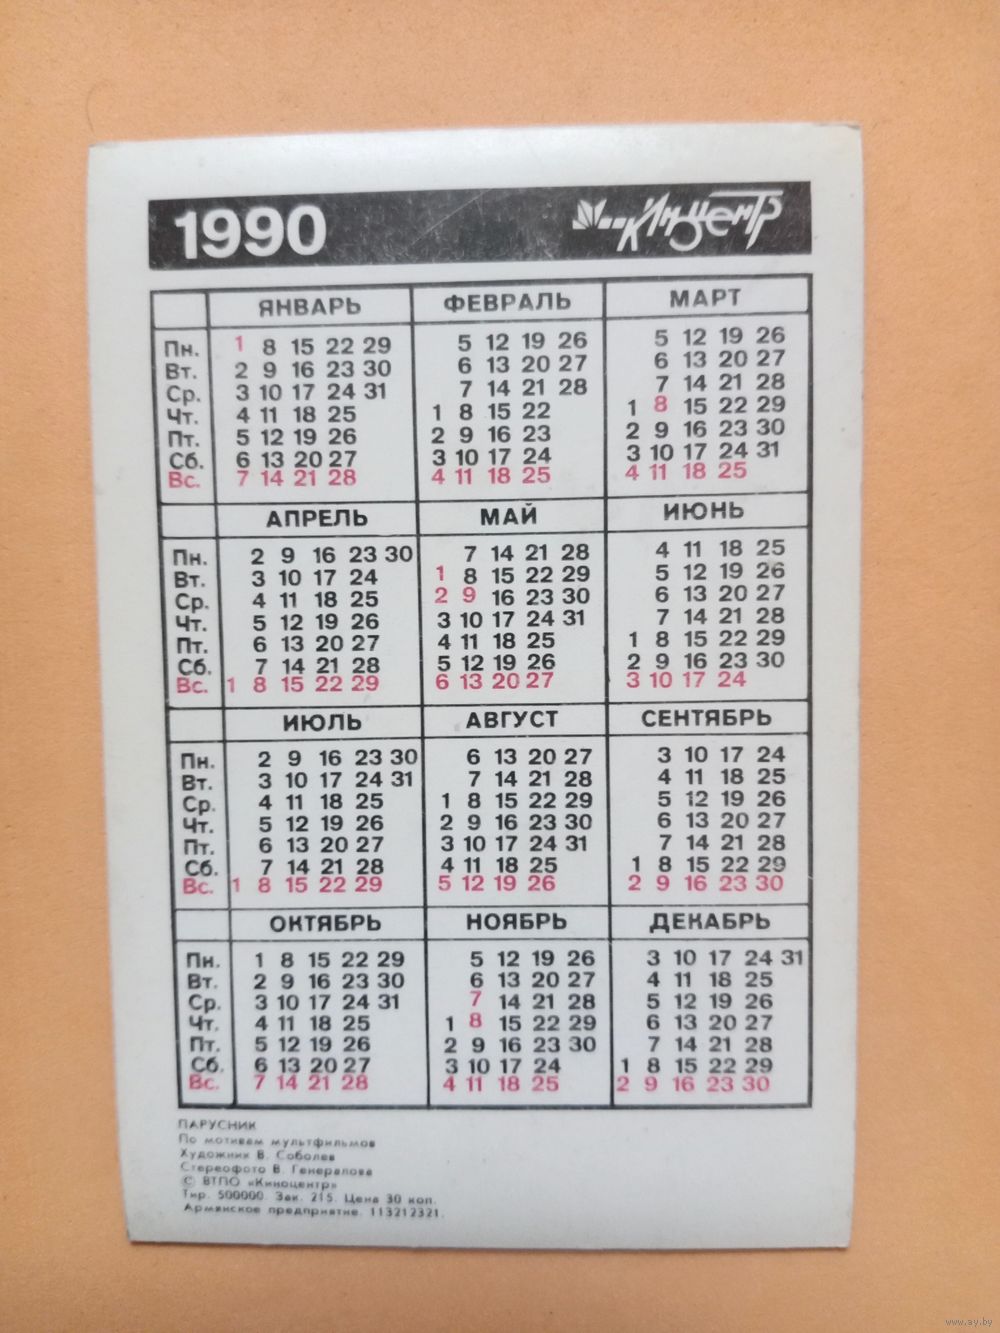 1990 Киноцентр
ЯНВАРЬ ФЕВРАЛЬ МАРТ
Пн. 1 8 15 22 29 5 12 19 26 5 12 19 26
Вт. 2 9 16 23 30 6 13 20 27 6 13 20 27
Ср. 3 10 17 24 31 7 14 21 28 7 14 21 28
Чт. 4 11 18 25 1 8 15 22 1 8 15 22 29
Пт. 5 12 19 26 2 9 16 23 2 9 16 23 30
Сб. 6 13 20 27 3 10 17 24 3 10 17 24 31
Вс. 7 14 21 28 4 11 18 25 4 11 18 25
АПРЕЛЬ МАЙ ИЮНЬ
Пн. 2 9 16 23 30 7 14 21 28 4 11 18 25
Вт. 3 10 17 24 1 8 15 22 29 5 12 19 26
Ср. 4 11 18 25 2 9 16 23 30 6 13 20 27
Чт. 5 12 19 26 3 10 17 24 31 7 14 21 28
Пт. 6 13 20 27 4 11 18 25 1 8 15 22 29
Сб. 7 14 21 28 5 12 19 26 2 9 16 23 30
Вс. 1 8 15 22 29 6 13 20 27 3 10 17 24
ИЮЛЬ АВГУСТ СЕНТЯБРЬ
Пн. 2 9 16 23 30 6 13 20 27 3 10 17 24
Вт. 3 10 17 24 31 7 14 21 28 4 11 18 25
Ср. 4 11 18 25 1 8 15 22 29 5 12 19 26
Чт. 5 12 19 26 2 9 16 23 30 6 13 20 27
Пт. 6 13 20 27 3 10 17 24 31 7 14 21 28
Сб. 7 14 21 28 4 11 18 25 1 8 15 22 29
Вс. 1 8 15 22 29 5 12 19 26 2 9 16 23 30
ОКТЯБРЬ НОЯБРЬ ДЕКАБРЬ
Пн. 1 8 15 22 29 5 12 19 26 3 10 17 24 31
Вт. 2 9 16 23 30 6 13 20 27 4 11 18 25
Ср. 3 10 17 24 31 7 14 21 28 5 12 19 26
Чт. 4 11 18 25 1 8 15 22 29 6 13 20 27
Пт. 5 12 19 26 2 9 16 23 30 7 14 21 28
Сб. 6 13 20 27 3 10 17 24 1 8 15 22 29
Вс. 7 14 21 28 4 11 18 25 2 9 16 23 30
ПАРУСНИК
По мотивам мультфильмов
Художник В. Соболев
Стереофото В. Генералова
© ВТПО «Киноцентр»
Тир. 500000. Зак. 215. Цена 30 коп.
Армянское предприятие. 113212321.
www.ay.by